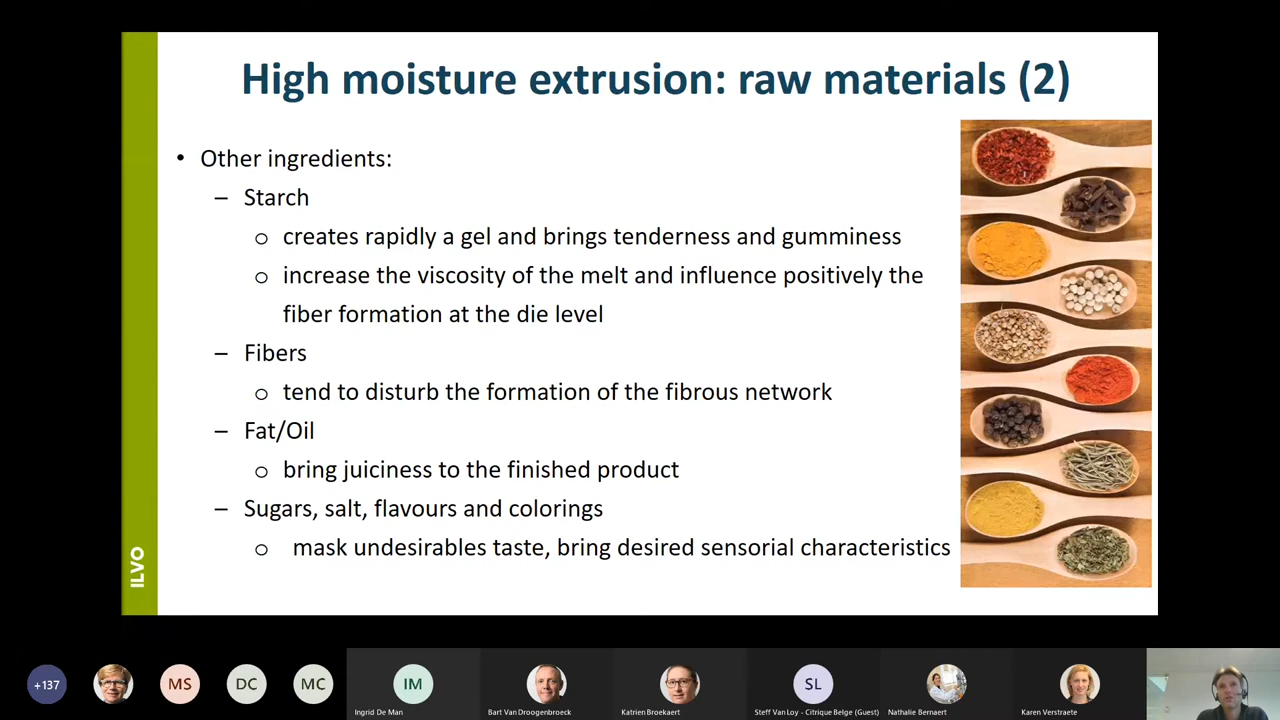 High moisture extrusion: raw materials (2)
• Other ingredients:
– Starch
o creates rapidly a gel and brings tenderness and gumminess
o increase the viscosity of the melt and influence positively the
fiber formation at the die level
– Fibers
o tend to disturb the formation of the fibrous network
– Fat/Oil
o bring juiciness to the finished product
– Sugars, salt, flavours and colorings
o mask undesirables taste, bring desired sensorial characteristics
ILVO
+137
MS
DC
MC
IM
SL
Ingrid De Man
Bart Van Droogenbroeck
Katrien Broekaert
Steff Van Loy - Citrique Belge (Guest)
Nathalie Bernaert
Karen Verstraete